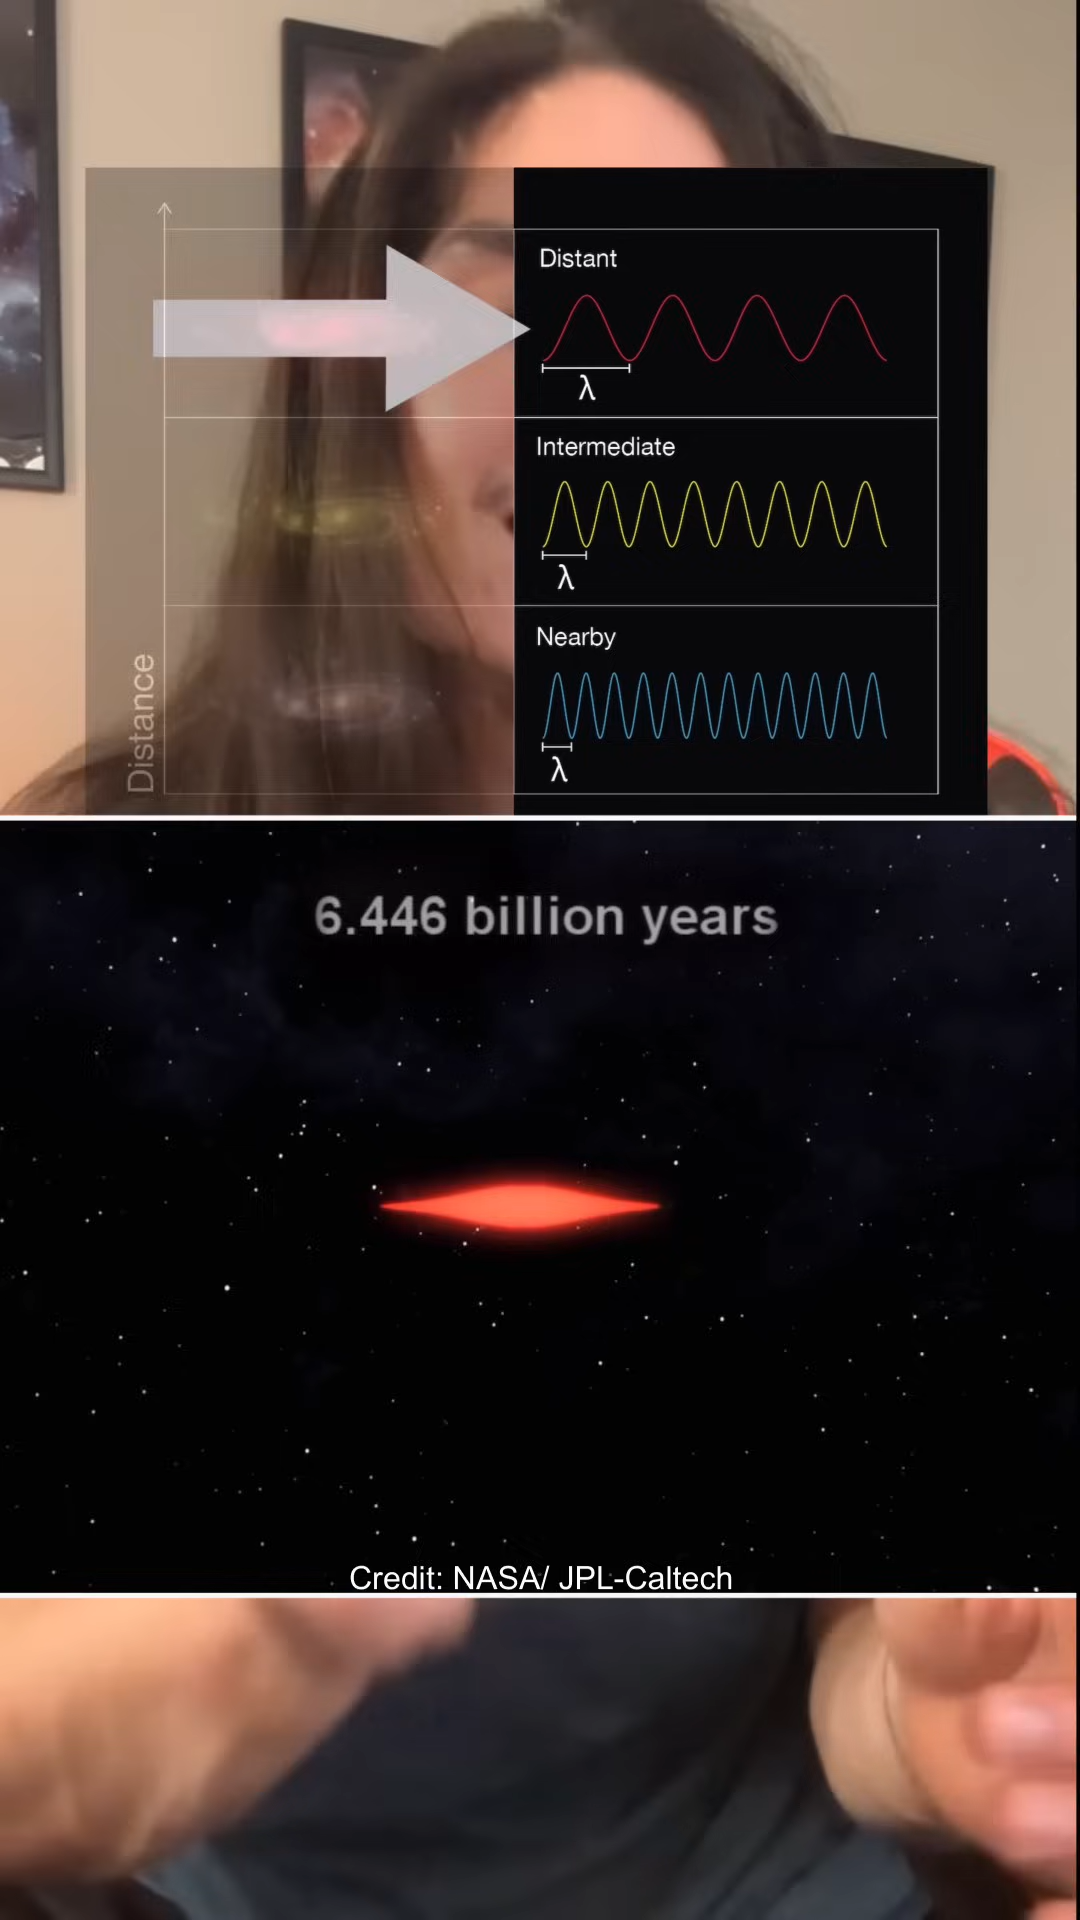 Distant
λ
Intermediate
λ
Nearby
λ
Distance
6.446 billion years
Credit: NASA/ JPL-Caltech